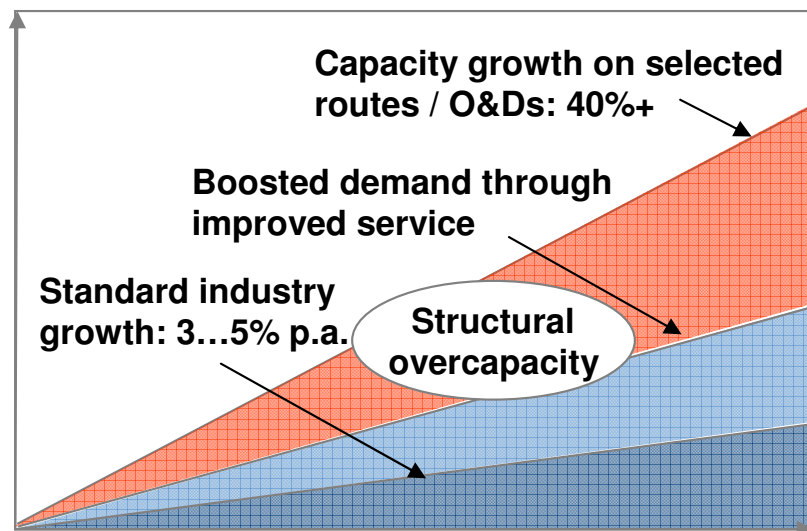 Capacity growth on selected
routes / O&Ds: 40%+
Boosted demand through
improved service
Standard industry
growth: 3...5% p.a.
Structural
overcapacity